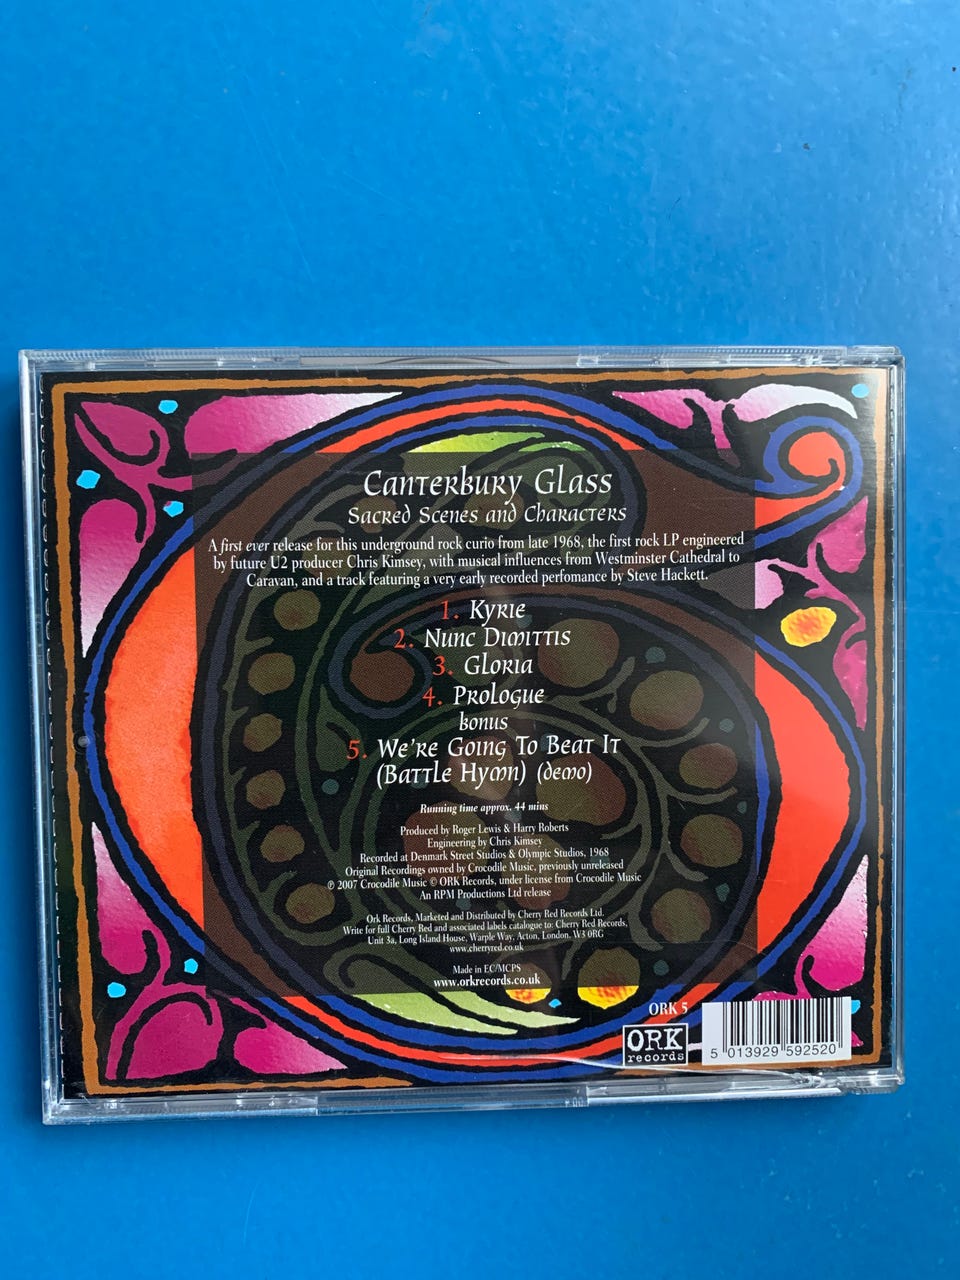 Canterbury Glass
Sacred Scenes and Characters
A first ever release for this underground rock curio from late 1968, the first rock LP engineered
by future U2 producer Chris Kimsey, with musical influences from Westminster Cathedral to
Caravan, and a track featuring a very early recorded perfomance by Steve Hackett.
1. Kyrie
2. Nunc Dimittis
3. Gloria
4. Prologue
bonus
5. We're Going To Beat It
(Battle Hymn) (demo)
Running time approx. 44 mins
Produced by Roger Lewis & Harry Roberts
Engineering by Chris Kimsey
Recorded at Denmark Street Studios & Olympic Studios, 1968
Original Recordings owned by Crocodile Music, previously unreleased
℗ 2007 Crocodile Music © ORK Records, under license from Crocodile Music
An RPM Productions Ltd release
Ork Records, Marketed and Distributed by Cherry Red Records Ltd.
Write for full Cherry Red and associated labels catalogue to: Cherry Red Records,
Unit 3a, Long Island House, Warple Way, Acton, London. W3 0RG
www.cherryred.co.uk
Made in EC/MCPS
www.orkrecords.co.uk
ORK 5
ORK
records
5 013929 592520